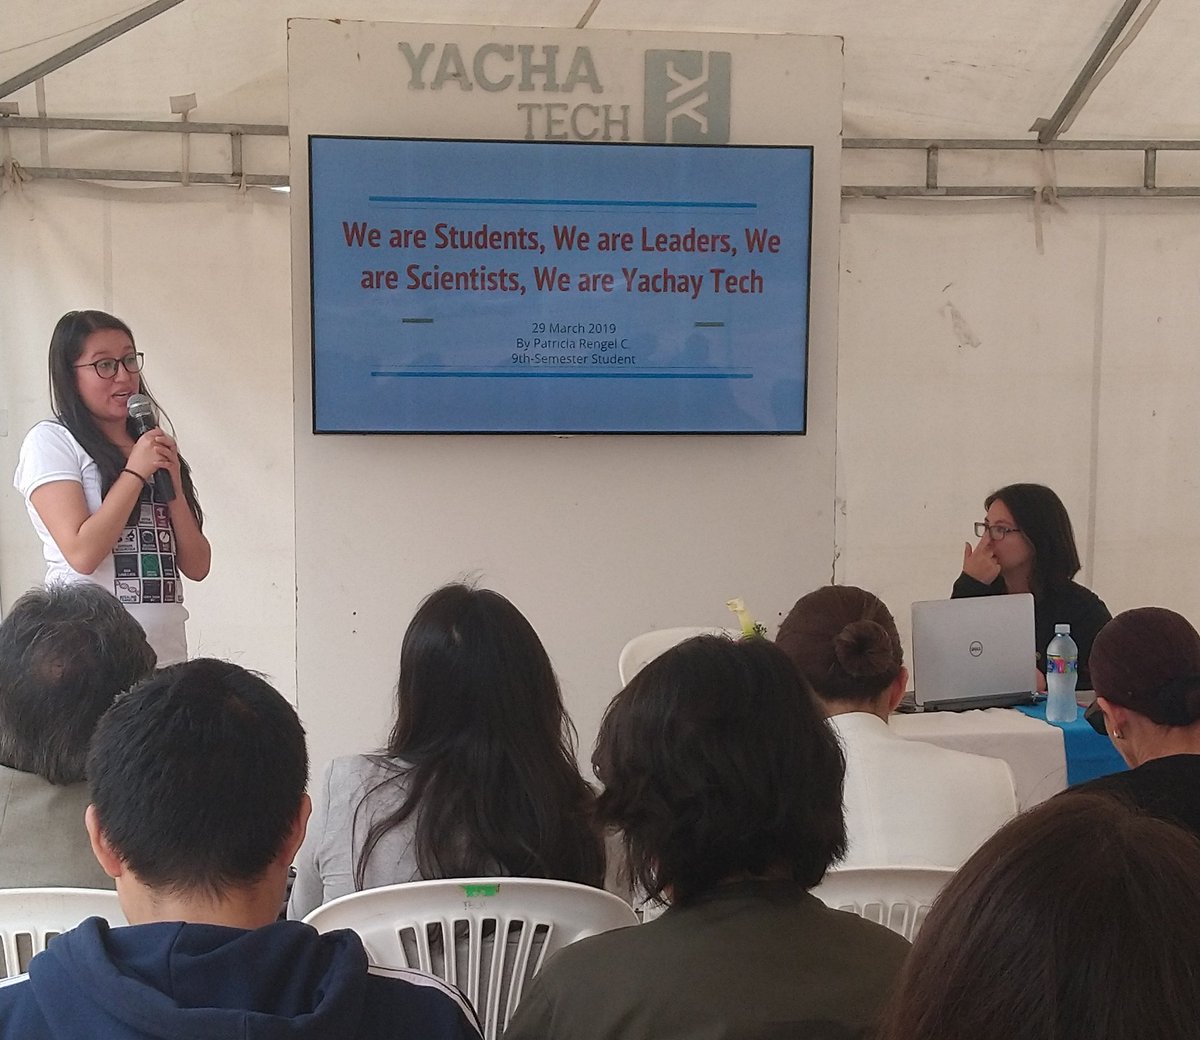 YACHA
TECH
We are Students, We are Leaders, We
are Scientists, We are Yachay Tech
29 March 2019
By Patricia Rengel C.
9th-Semester Student
DELL